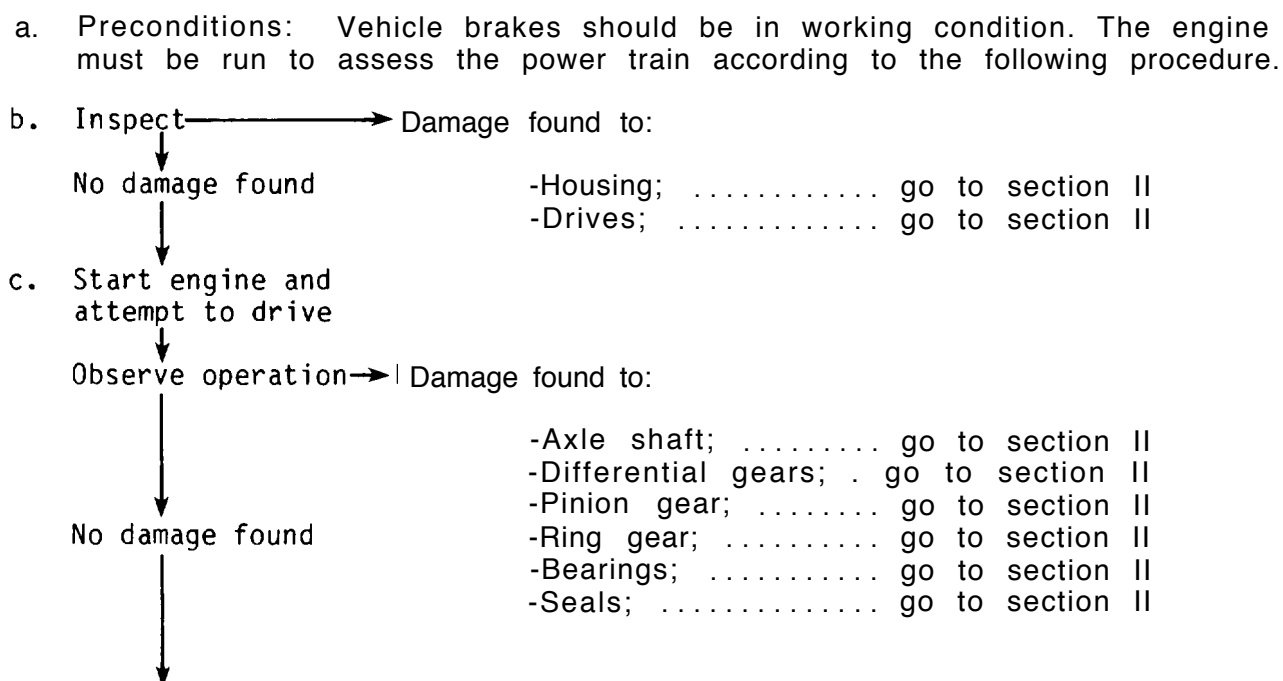 a. Preconditions: Vehicle brakes should be in working condition. The engine
must be run to assess the power train according to the following procedure.
b. Inspect Damage found to:
No damage found -Housing; ............ go to section II
-Drives; ............. go to section II
c. Start engine and
attempt to drive
Observe operation Damage found to:
-Axle shaft; ......... go to section II
-Differential gears; . go to section II
-Pinion gear; ........ go to section II
No damage found -Ring gear; .......... go to section II
-Bearings; ........... go to section II
-Seals; .............. go to section II